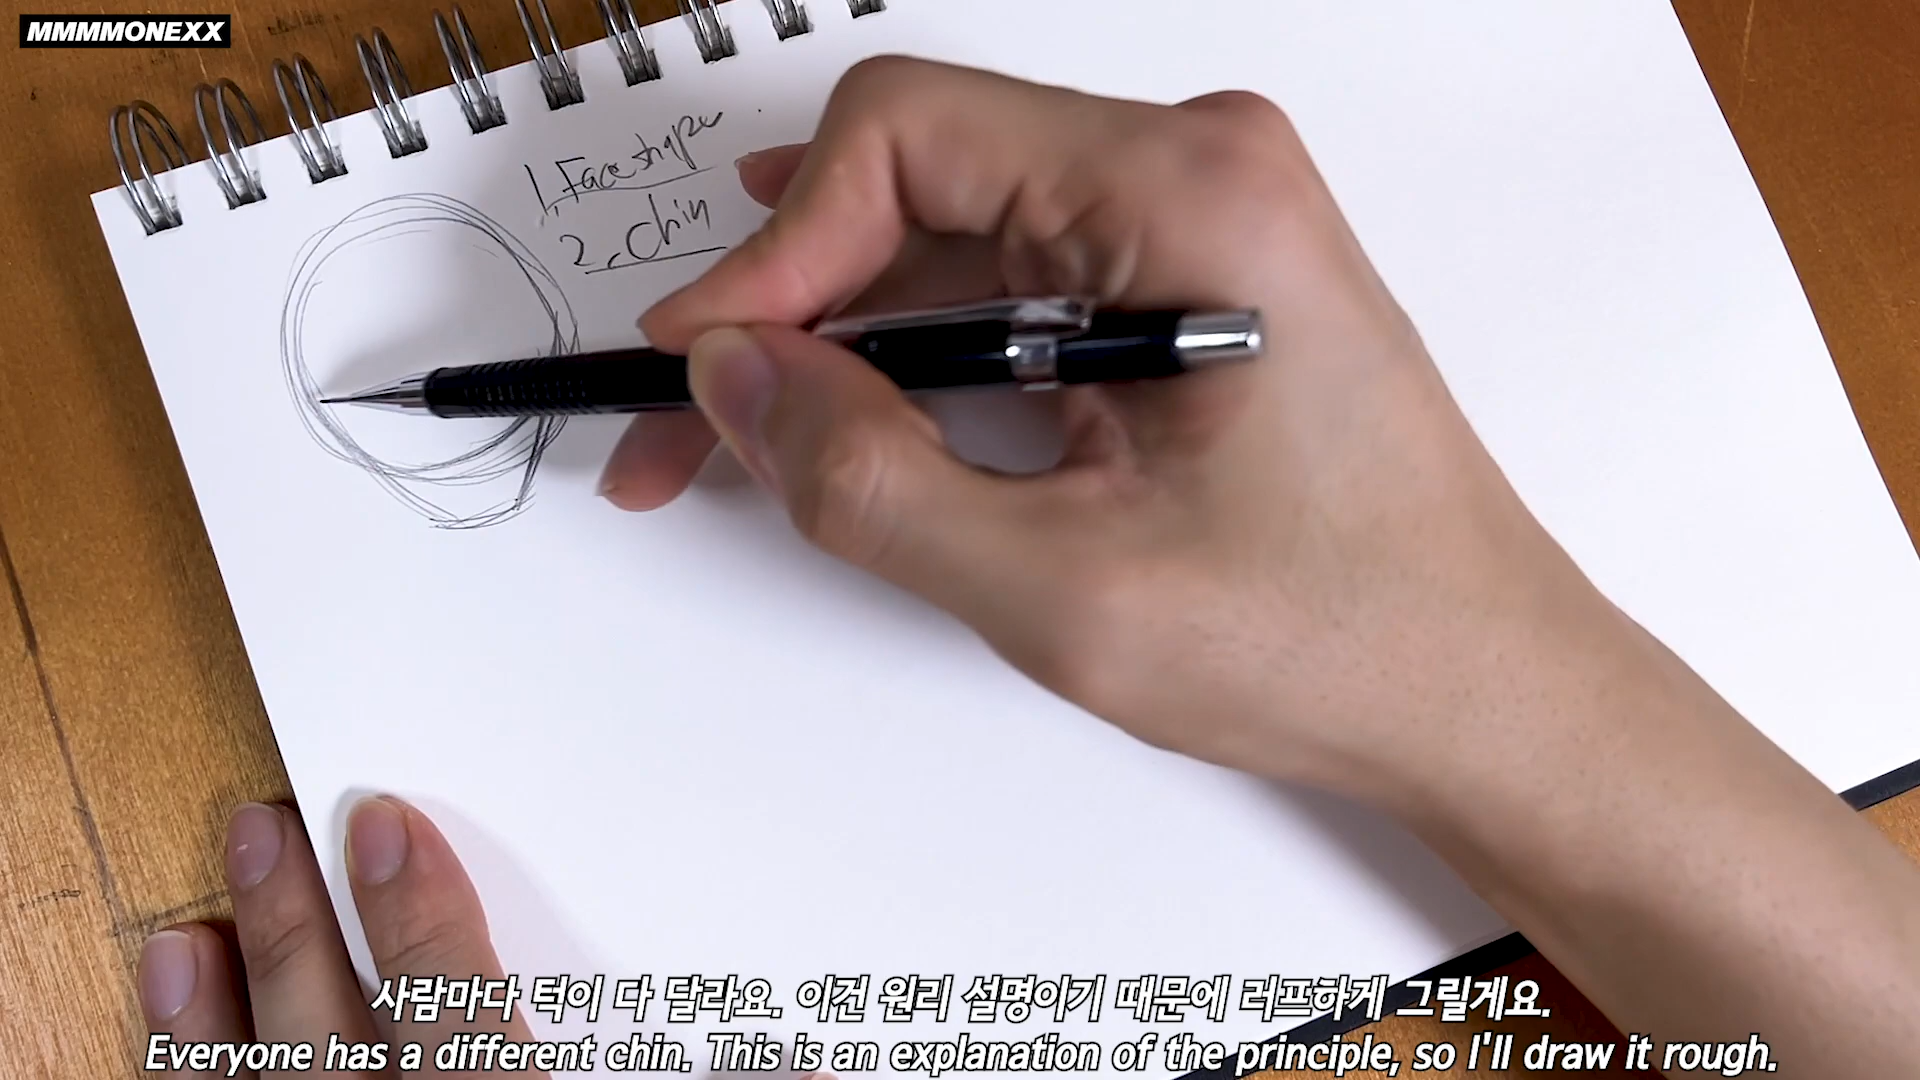 MMMMONEXX
1. Face shape
2. Chin
사람마다 턱이 다 달라요. 이건 원리 설명이기 때문에 러프하게 그릴게요.
Everyone has a different chin. This is an explanation of the principle, so I'll draw it rough.